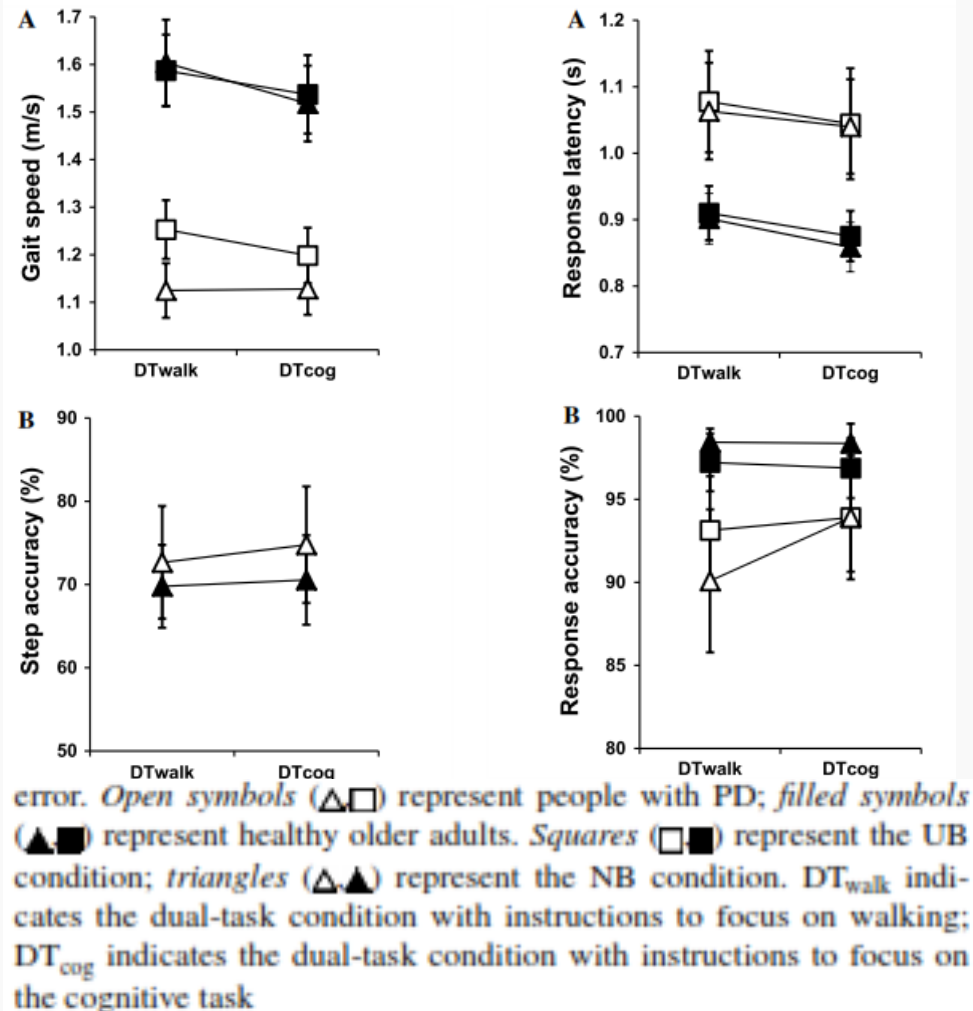 A
1.7
1.6
1.5
1.4
1.3
1.2
1.1
1.0
Gait speed (m/s)
DTwalk DTcog
A
1.2
1.1
1.0
0.9
0.8
0.7
Response latency (s)
DTwalk DTcog
B
90
80
70
60
50
Step accuracy (%)
DTwalk DTcog
B
100
95
90
85
80
Response accuracy (%)
DTwalk DTcog
error. Open symbols (△,□) represent people with PD; filled symbols
(▲,■) represent healthy older adults. Squares (□,■) represent the UB
condition; triangles (△,▲) represent the NB condition. DTwalk indi-
cates the dual-task condition with instructions to focus on walking;
DTcog indicates the dual-task condition with instructions to focus on
the cognitive task